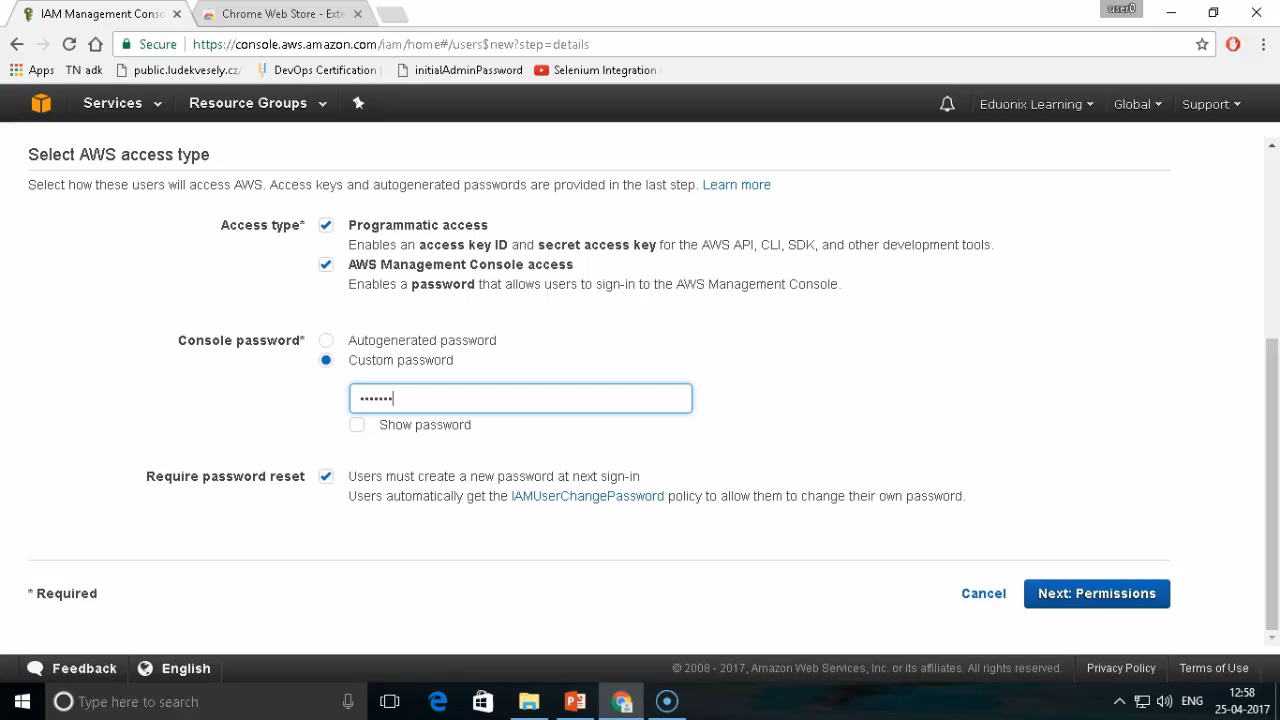 IAM Management Conso
Chrome Web Store - Exte
user0
Secure
https://console.aws.amazon.com/iam/home#/users$new?step=details
Apps
TN adk
public.ludekvesely.cz/
DevOps Certification
initialAdminPassword
Selenium Integration
Services
Resource Groups
Eduonix Learning
Global
Support
Select AWS access type
Select how these users will access AWS. Access keys and autogenerated passwords are provided in the last step. Learn more
Access type*
Programmatic access
Enables an access key ID and secret access key for the AWS API, CLI, SDK, and other development tools.
AWS Management Console access
Enables a password that allows users to sign-in to the AWS Management Console.
Console password*
Autogenerated password
Custom password
•••••••
Show password
Require password reset
Users must create a new password at next sign-in
Users automatically get the IAMUserChangePassword policy to allow them to change their own password.
* Required
Cancel
Next: Permissions
Feedback
English
© 2008 - 2017, Amazon Web Services, Inc. or its affiliates. All rights reserved.
Privacy Policy
Terms of Use
Type here to search
ENG
12:58
25-04-2017